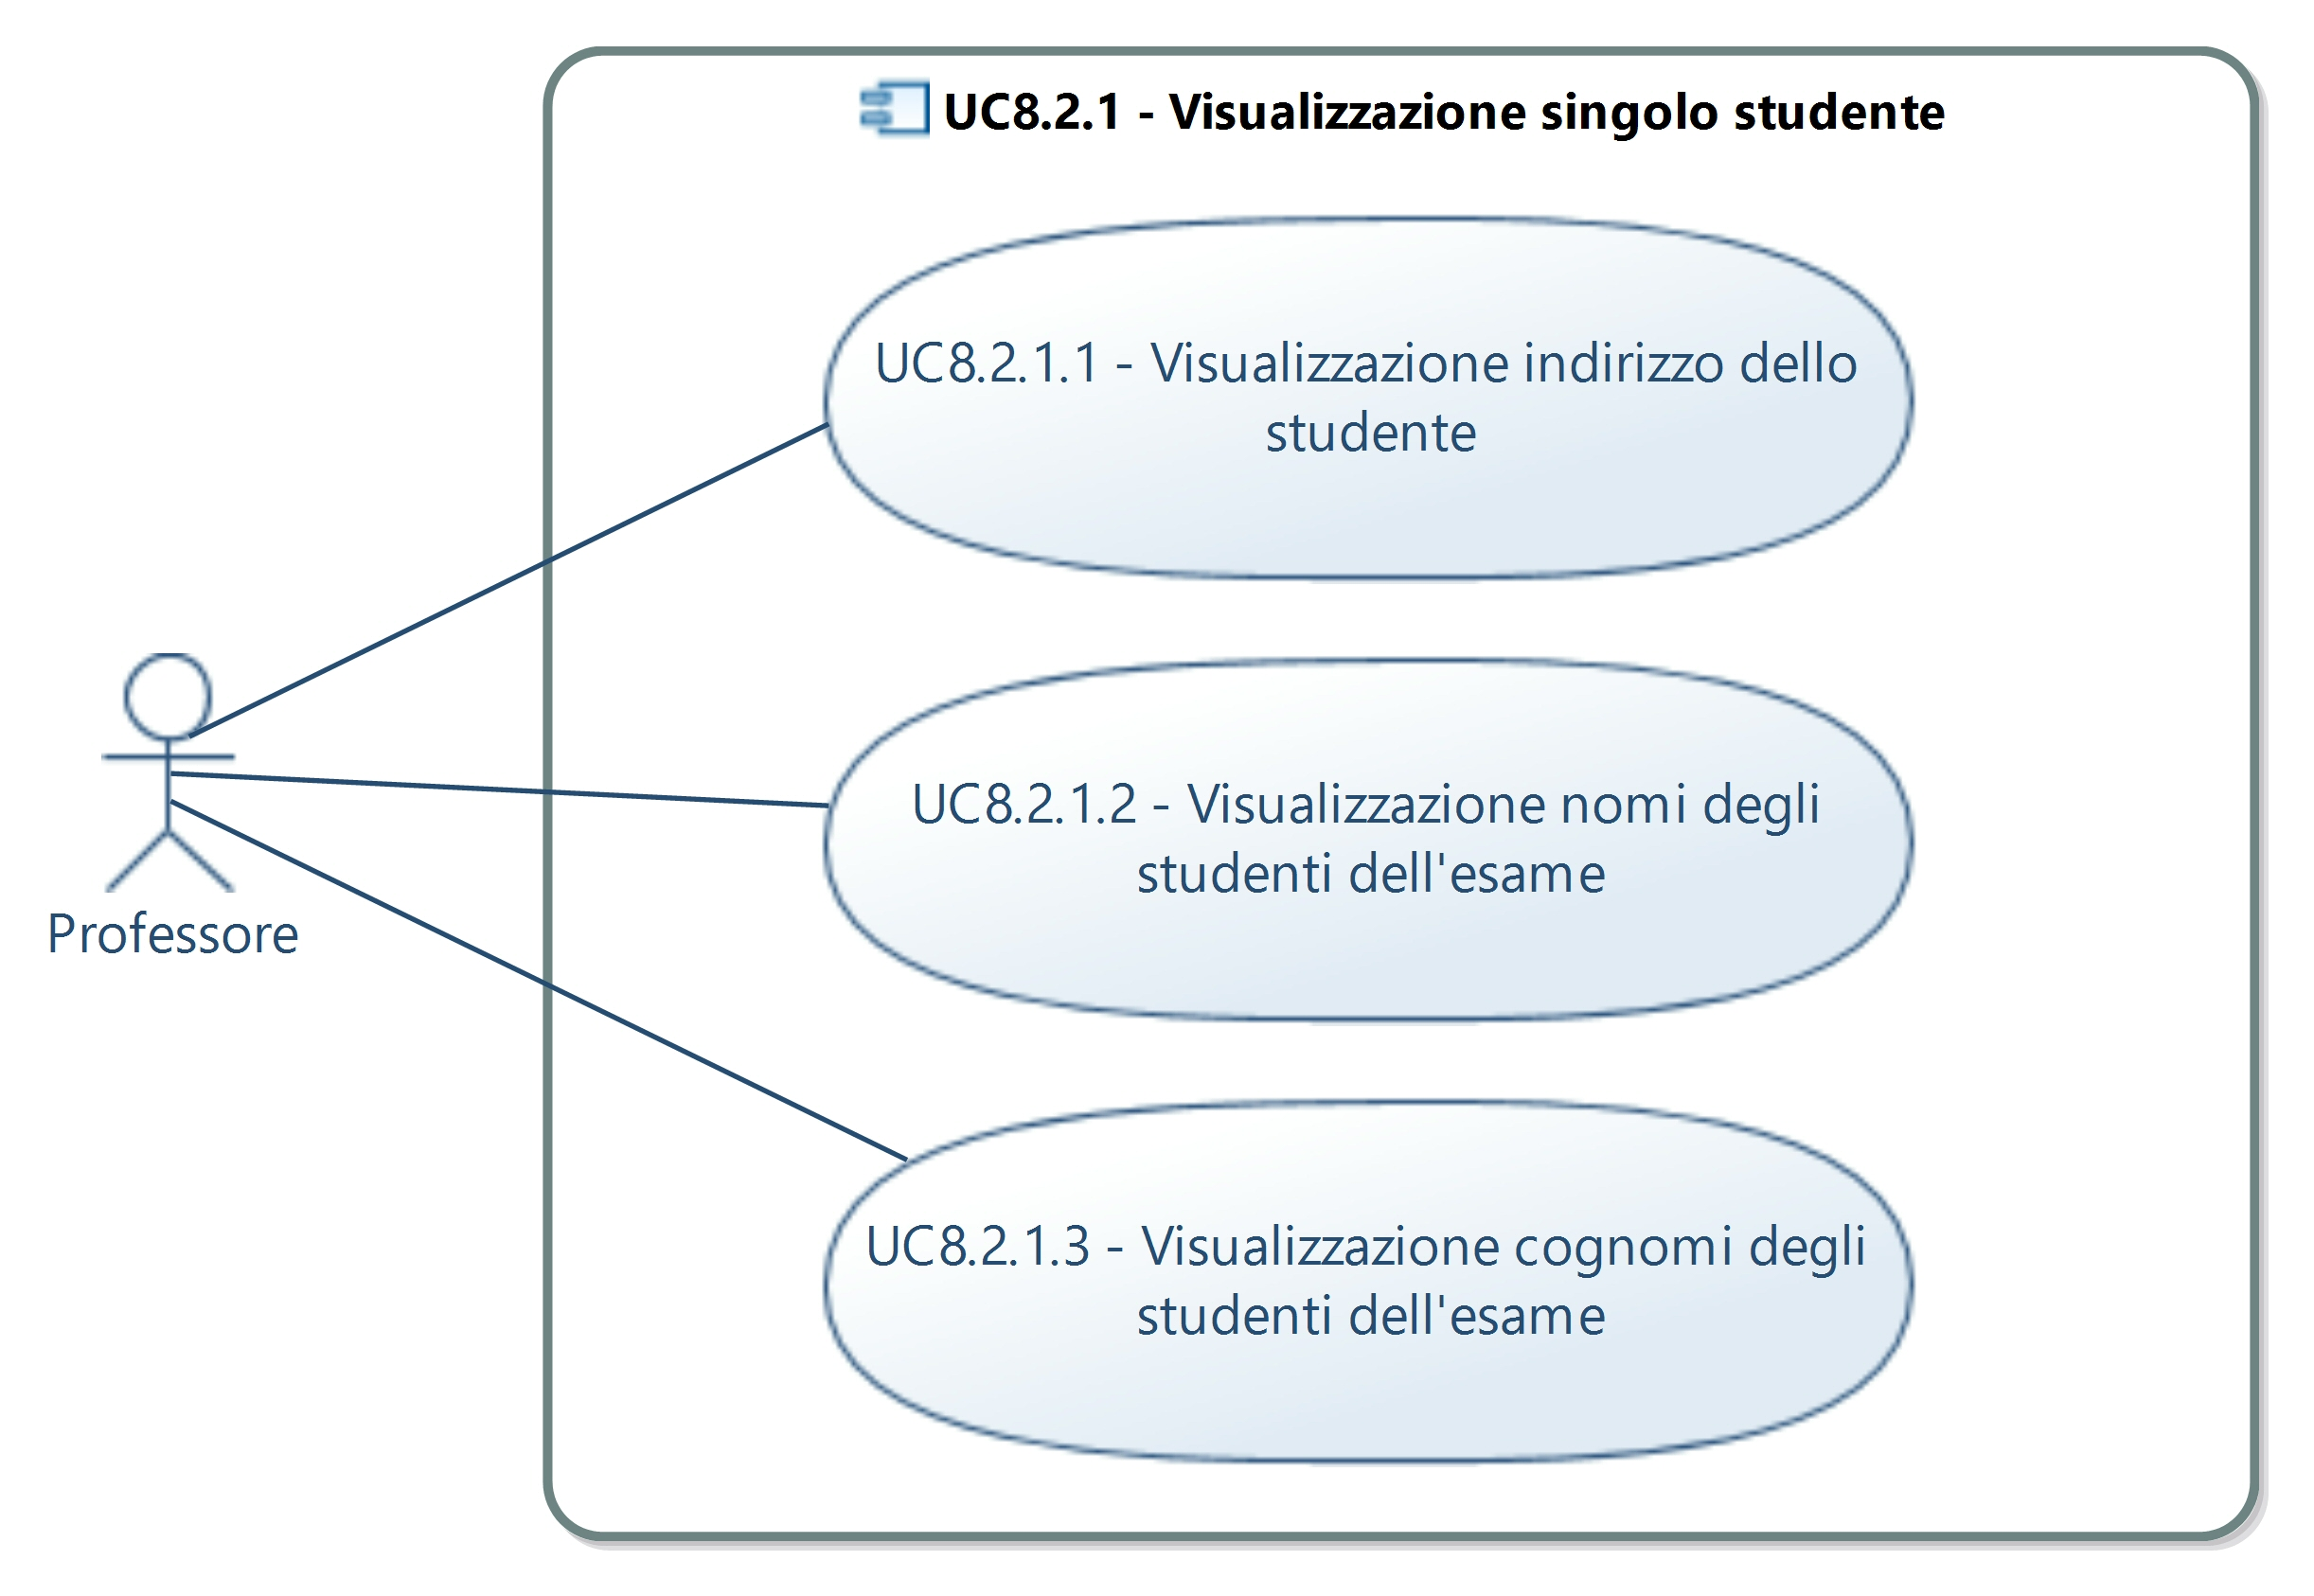 UC8.2.1 - Visualizzazione singolo studente
UC8.2.1.1 - Visualizzazione indirizzo dello
studente
UC8.2.1.2 - Visualizzazione nomi degli
studenti dell'esame
Professore
UC8.2.1.3 - Visualizzazione cognomi degli
studenti dell'esame